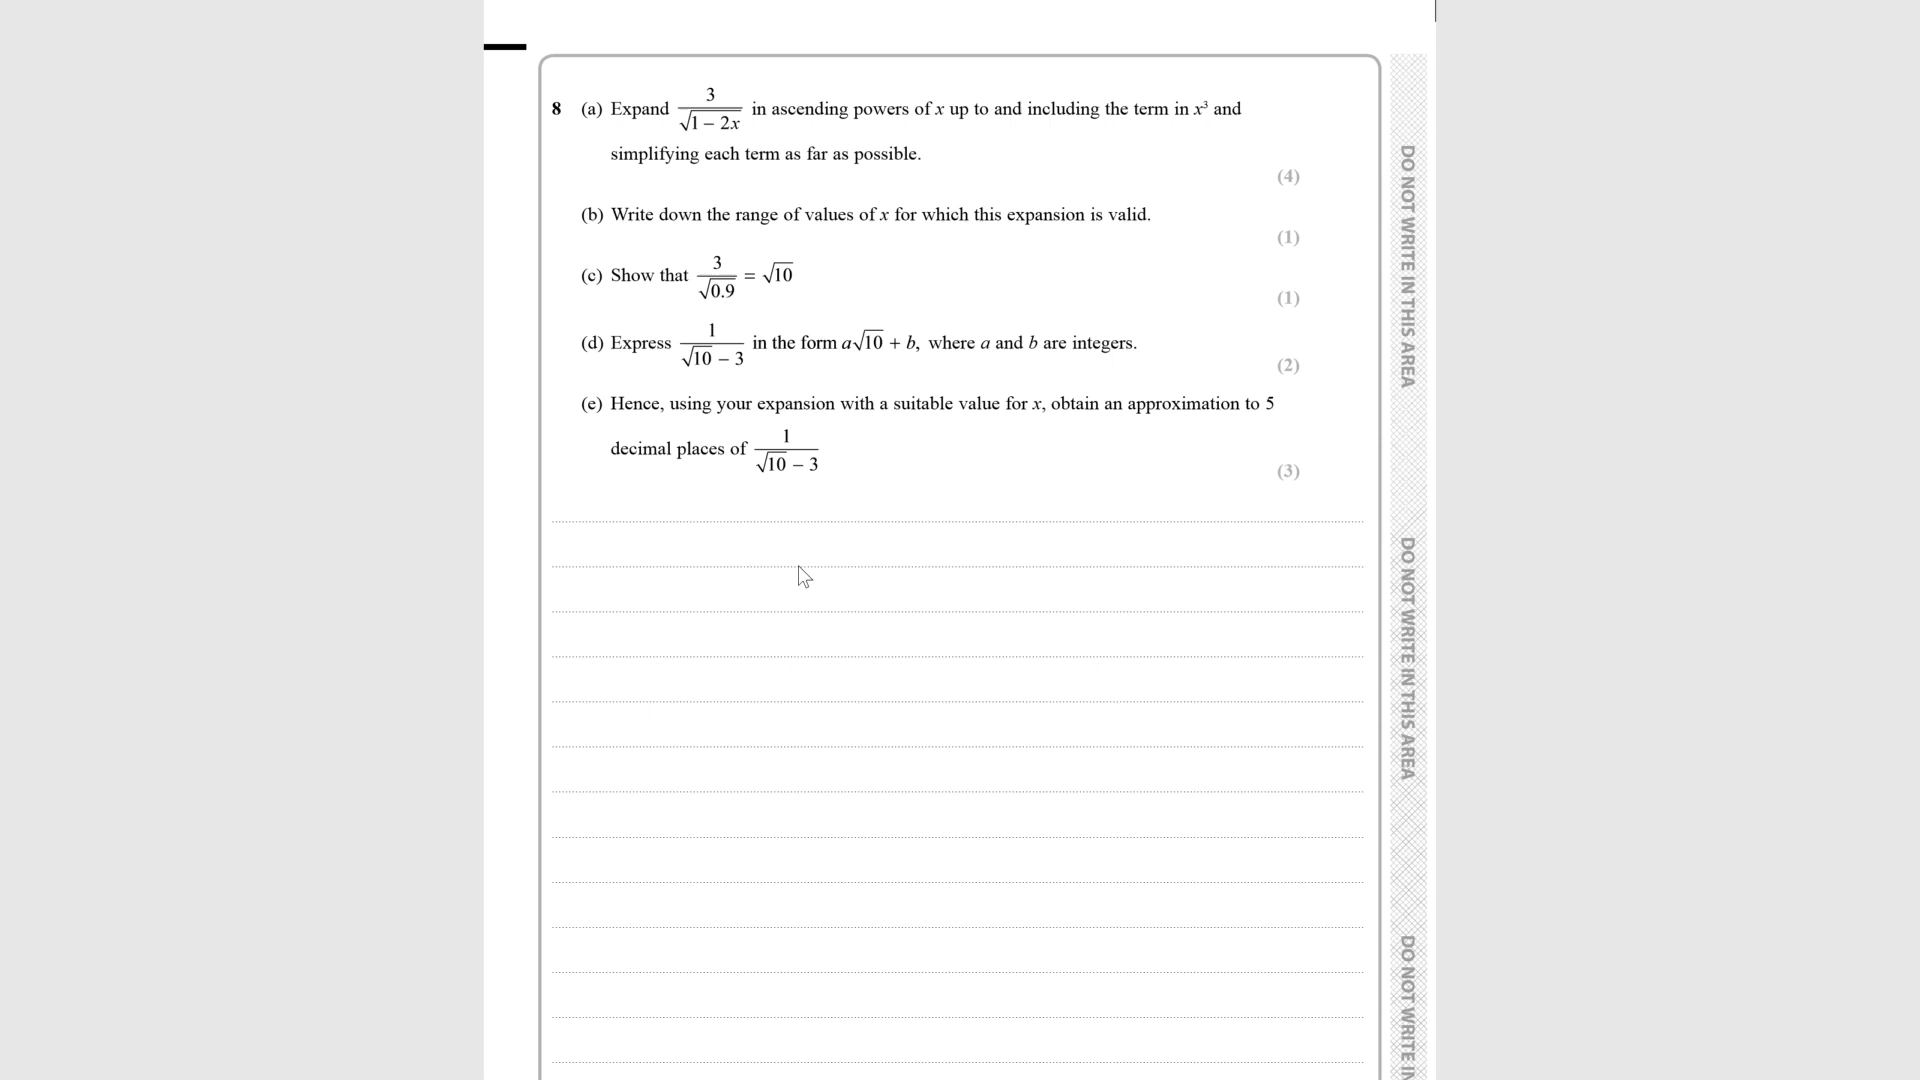 8 (a) Expand 3/√(1 – 2x) in ascending powers of x up to and including the term in x³ and
simplifying each term as far as possible.
(4)
(b) Write down the range of values of x for which this expansion is valid.
(1)
(c) Show that 3/√0.9 = √10
(1)
(d) Express 1/(√10 – 3) in the form a√10 + b, where a and b are integers.
(2)
(e) Hence, using your expansion with a suitable value for x, obtain an approximation to 5
decimal places of 1/(√10 – 3)
(3)
DO NOT WRITE IN THIS AREA
DO NOT WRITE IN THIS AREA
DO NOT WRITE IN